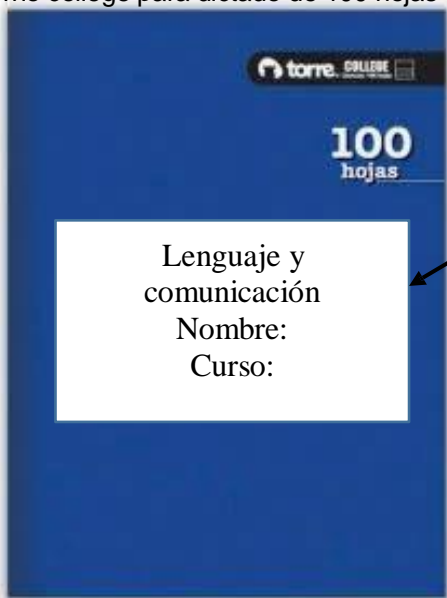 college para dictado de 100 hojas
torre. COLLEGE
100
hojas
Lenguaje y
comunicación
Nombre:
Curso: